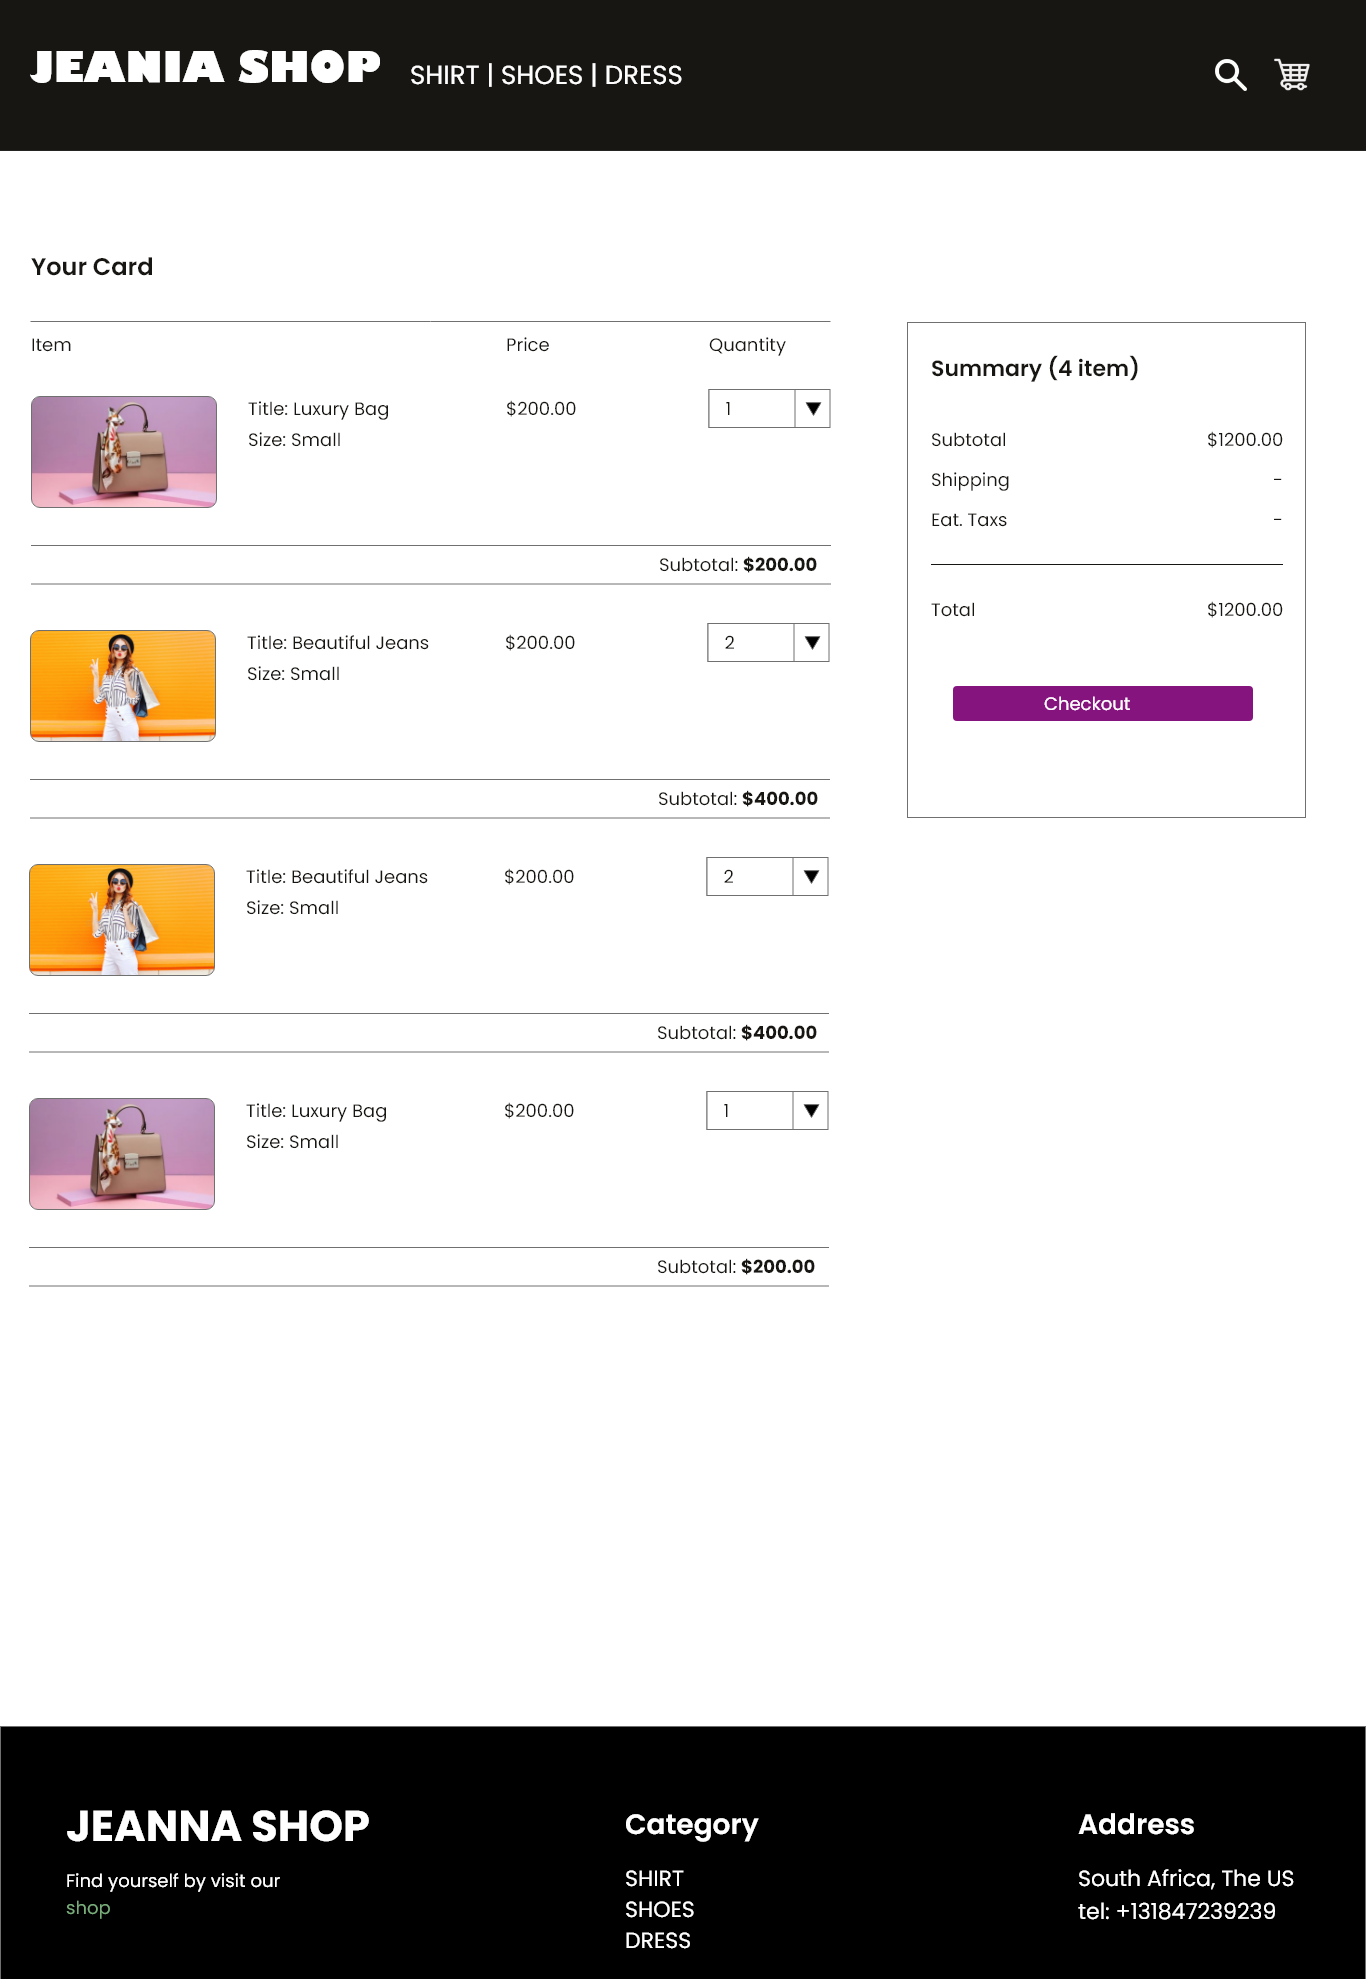 JEANIA SHOP SHIRT | SHOES | DRESS
Your Card
Item Price Quantity
Title: Luxury Bag $200.00 1
Size: Small
Subtotal: $200.00
Title: Beautiful Jeans $200.00 2
Size: Small
Subtotal: $400.00
Title: Beautiful Jeans $200.00 2
Size: Small
Subtotal: $400.00
Title: Luxury Bag $200.00 1
Size: Small
Subtotal: $200.00
Summary (4 item)
Subtotal $1200.00
Shipping -
Eat. Taxs -
Total $1200.00
Checkout
JEANNA SHOP
Find yourself by visit our
shop
Category
SHIRT
SHOES
DRESS
Address
South Africa, The US
tel: +131847239239